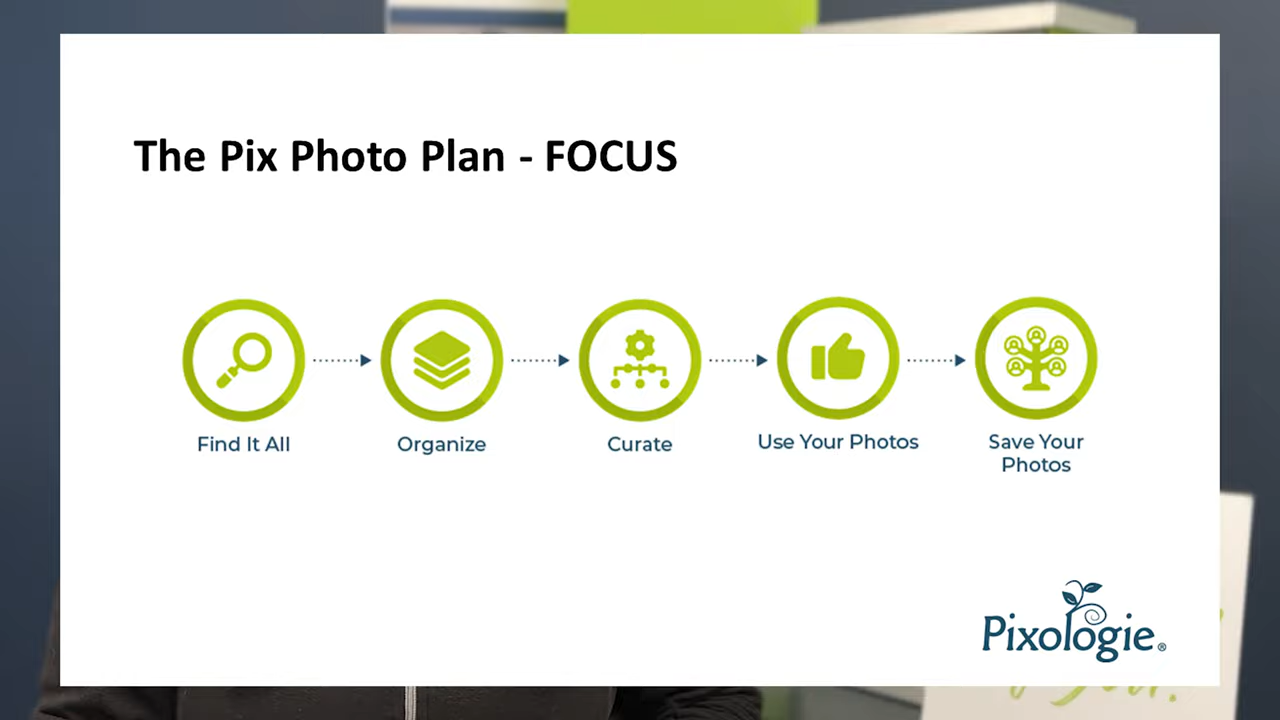 The Pix Photo Plan - FOCUS
Find It All
Organize
Curate
Use Your Photos
Save Your
Photos
Pixologie®